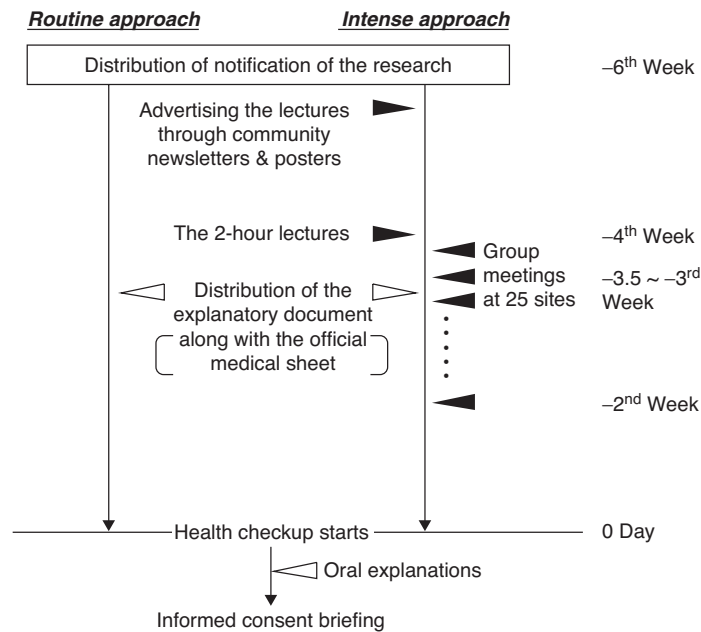 Routine approach Intense approach
Distribution of notification of the research –6th Week
Advertising the lectures
through community
newsletters & posters
The 2-hour lectures –4th Week
Group
meetings
at 25 sites
–3.5 ~ –3rd
Week
Distribution of the
explanatory document
along with the official
medical sheet
–2nd Week
Health checkup starts 0 Day
Oral explanations
Informed consent briefing